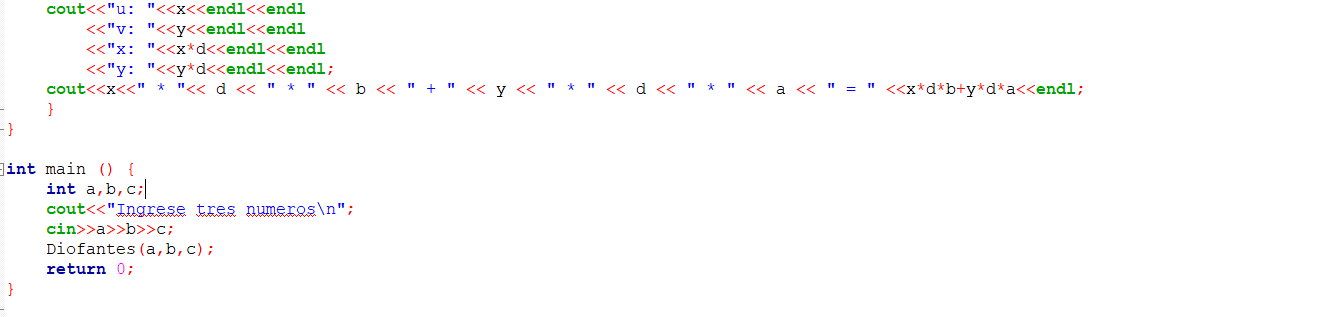 cout<<"u: "<<x<<endl<<endl
<<"v: "<<y<<endl<<endl
<<"x: "<<x*d<<endl<<endl
<<"y: "<<y*d<<endl<<endl;
cout<<x<<" * "<< d << " * " << b << " + " << y << " * " << d << " * " << a << " = " <<x*d*b+y*d*a<<endl;
}
}
int main () {
int a,b,c;
cout<<"Ingrese tres numeros\n";
cin>>a>>b>>c;
Diofantes(a,b,c);
return 0;
}